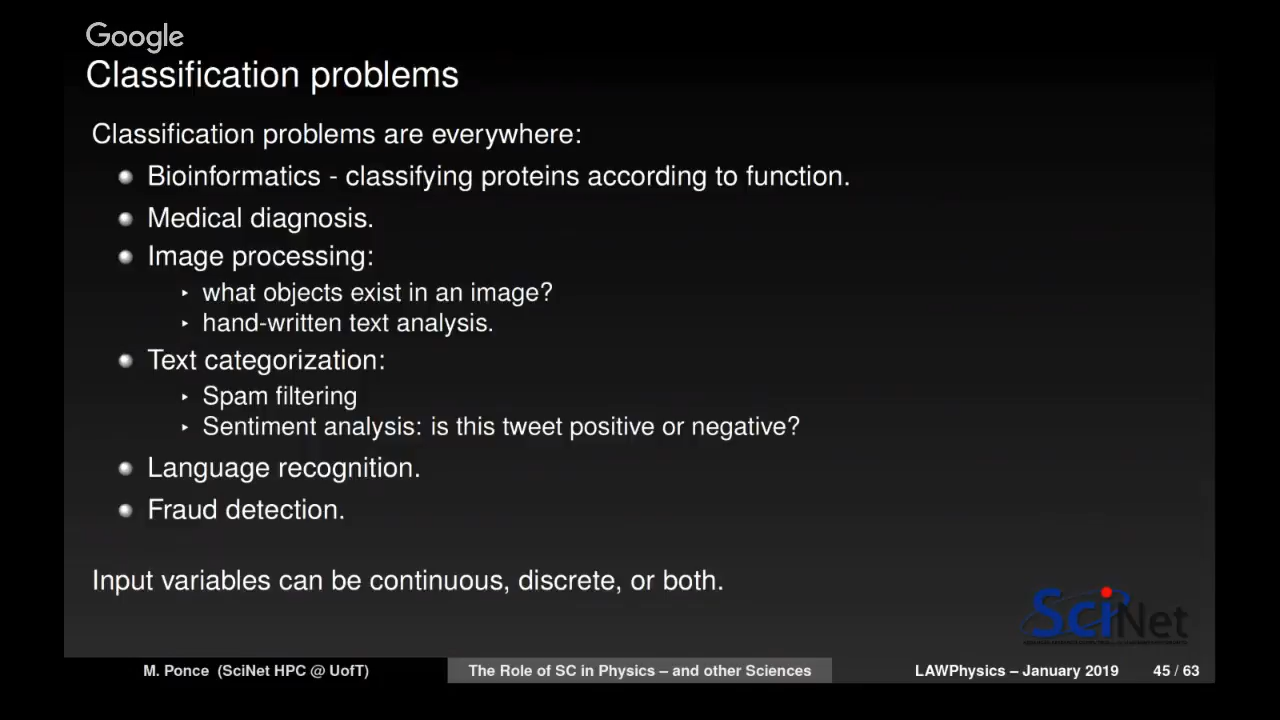 Google
Classification problems
Classification problems are everywhere:
Bioinformatics - classifying proteins according to function.
Medical diagnosis.
Image processing:
what objects exist in an image?
hand-written text analysis.
Text categorization:
Spam filtering
Sentiment analysis: is this tweet positive or negative?
Language recognition.
Fraud detection.
Input variables can be continuous, discrete, or both.
SciNet
M. Ponce (SciNet HPC @ UofT)
The Role of SC in Physics – and other Sciences
LAWPhysics – January 2019
45 / 63